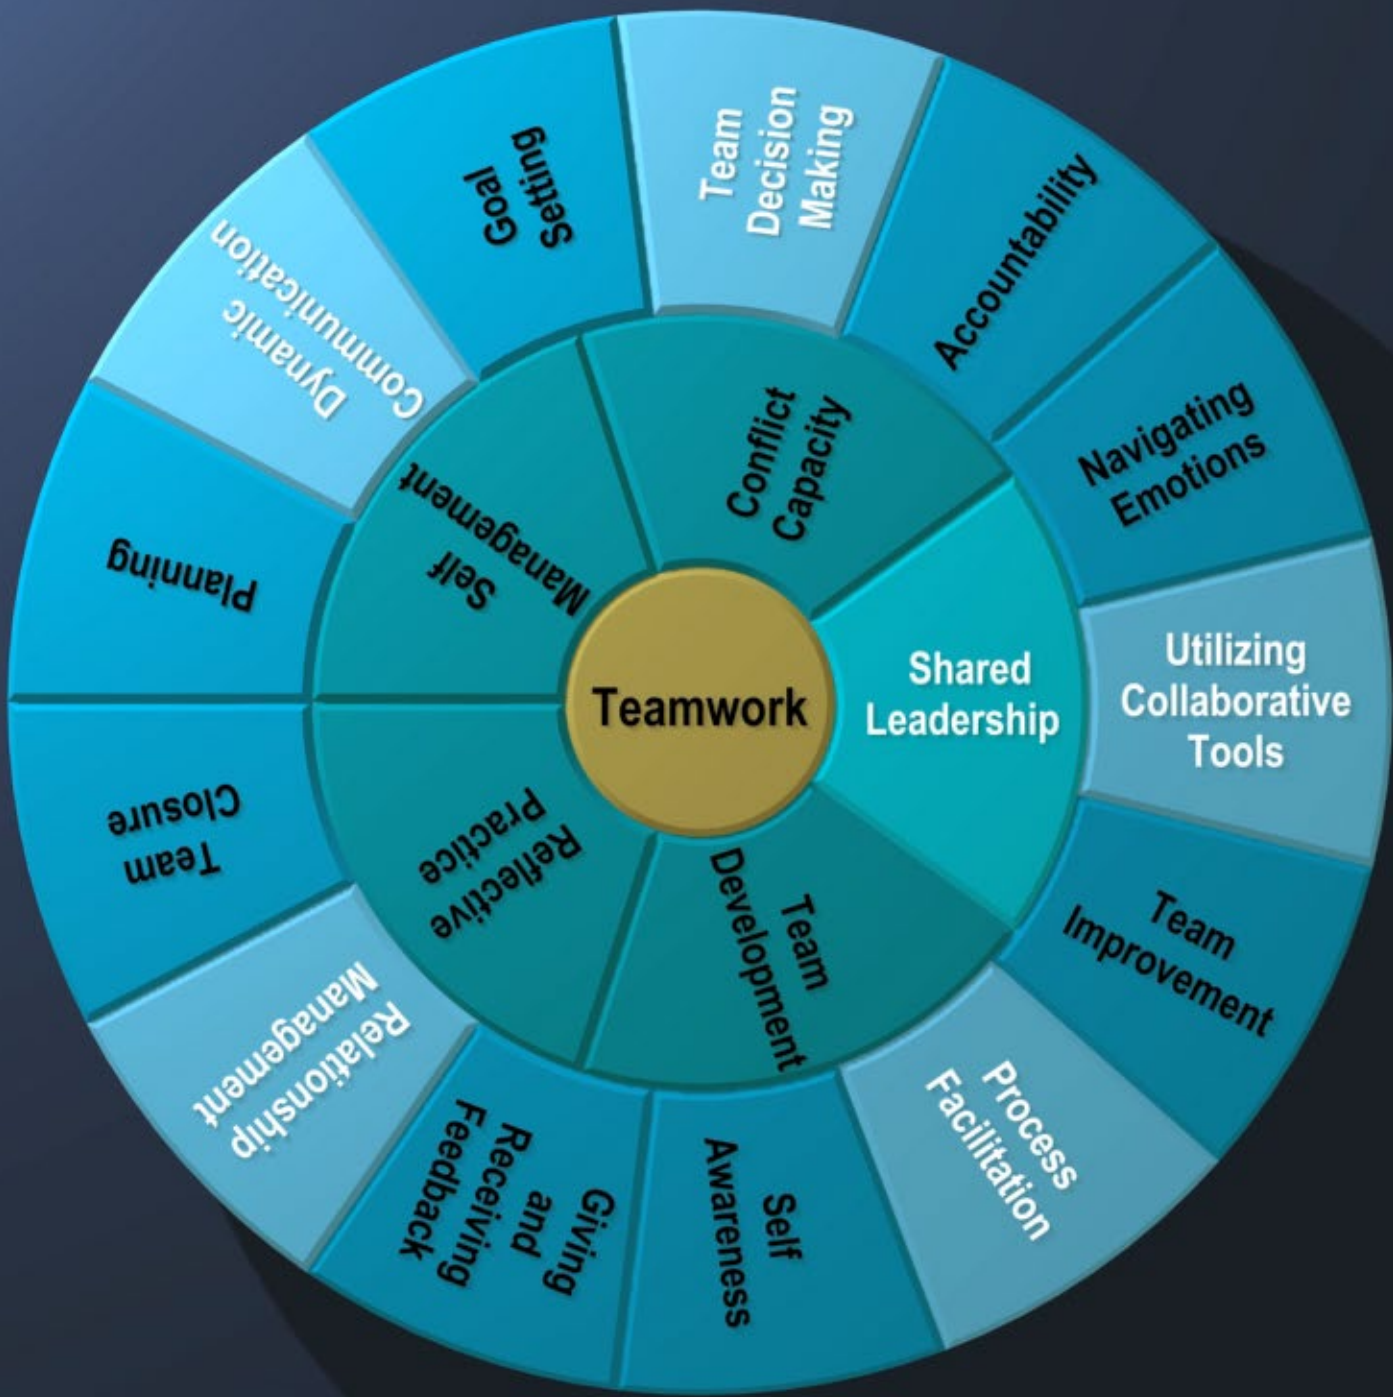 Teamwork
Shared
Leadership
Team
Development
Reflective
Practice
Self
Management
Conflict
Capacity
Team
Decision
Making
Accountability
Navigating
Emotions
Utilizing
Collaborative
Tools
Team
Improvement
Process
Facilitation
Self
Awareness
Giving
and
Receiving
Feedback
Relationship
Management
Team
Closure
Planning
Dynamic
Communication
Goal
Setting